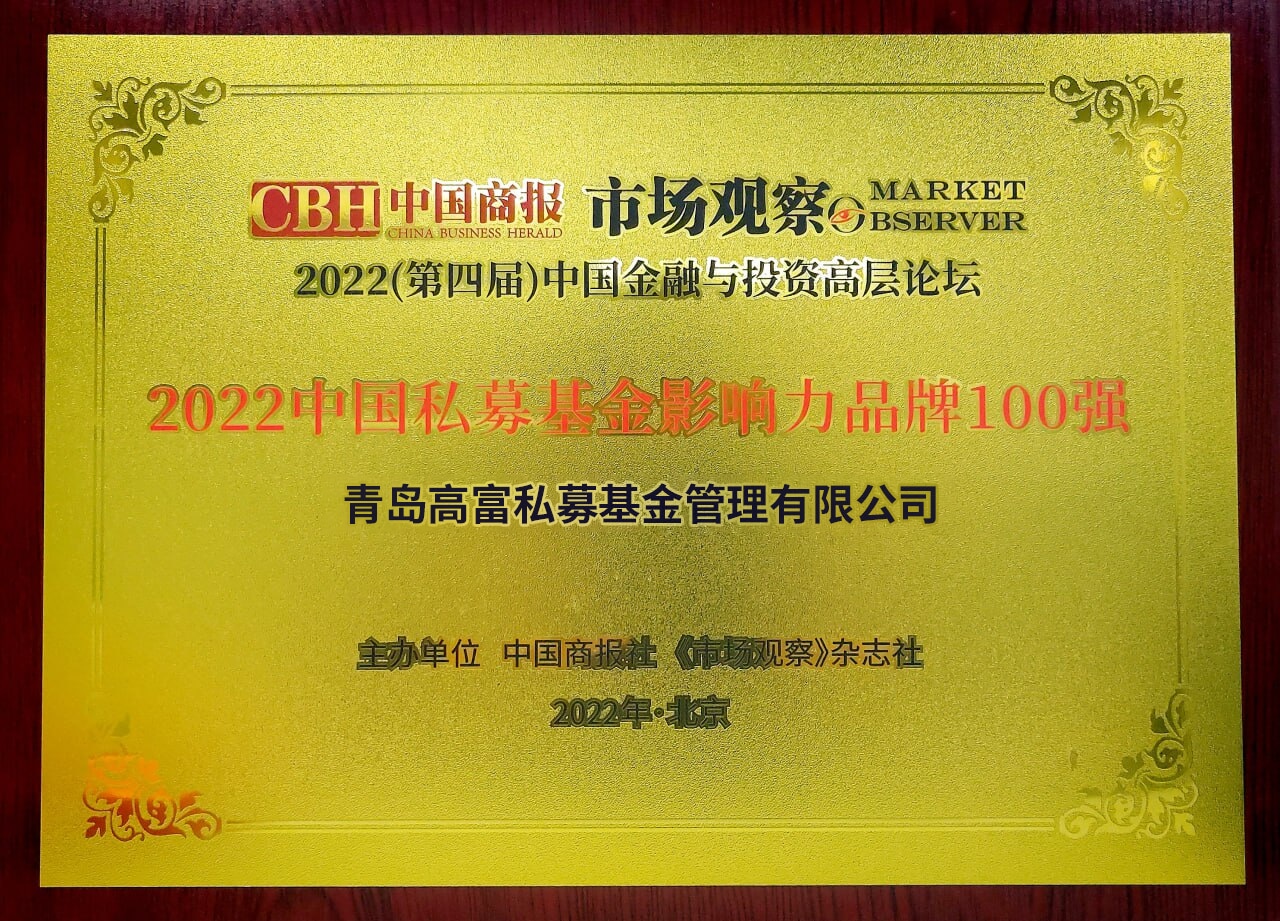 CBH 中国商报 CHINA BUSINESS HERALD 市场观察 MARKET OBSERVER
2022(第四届)中国金融与投资高层论坛
2022中国私募基金影响力品牌100强
青岛高富私募基金管理有限公司
主办单位 中国商报社 《市场观察》杂志社
2022年·北京